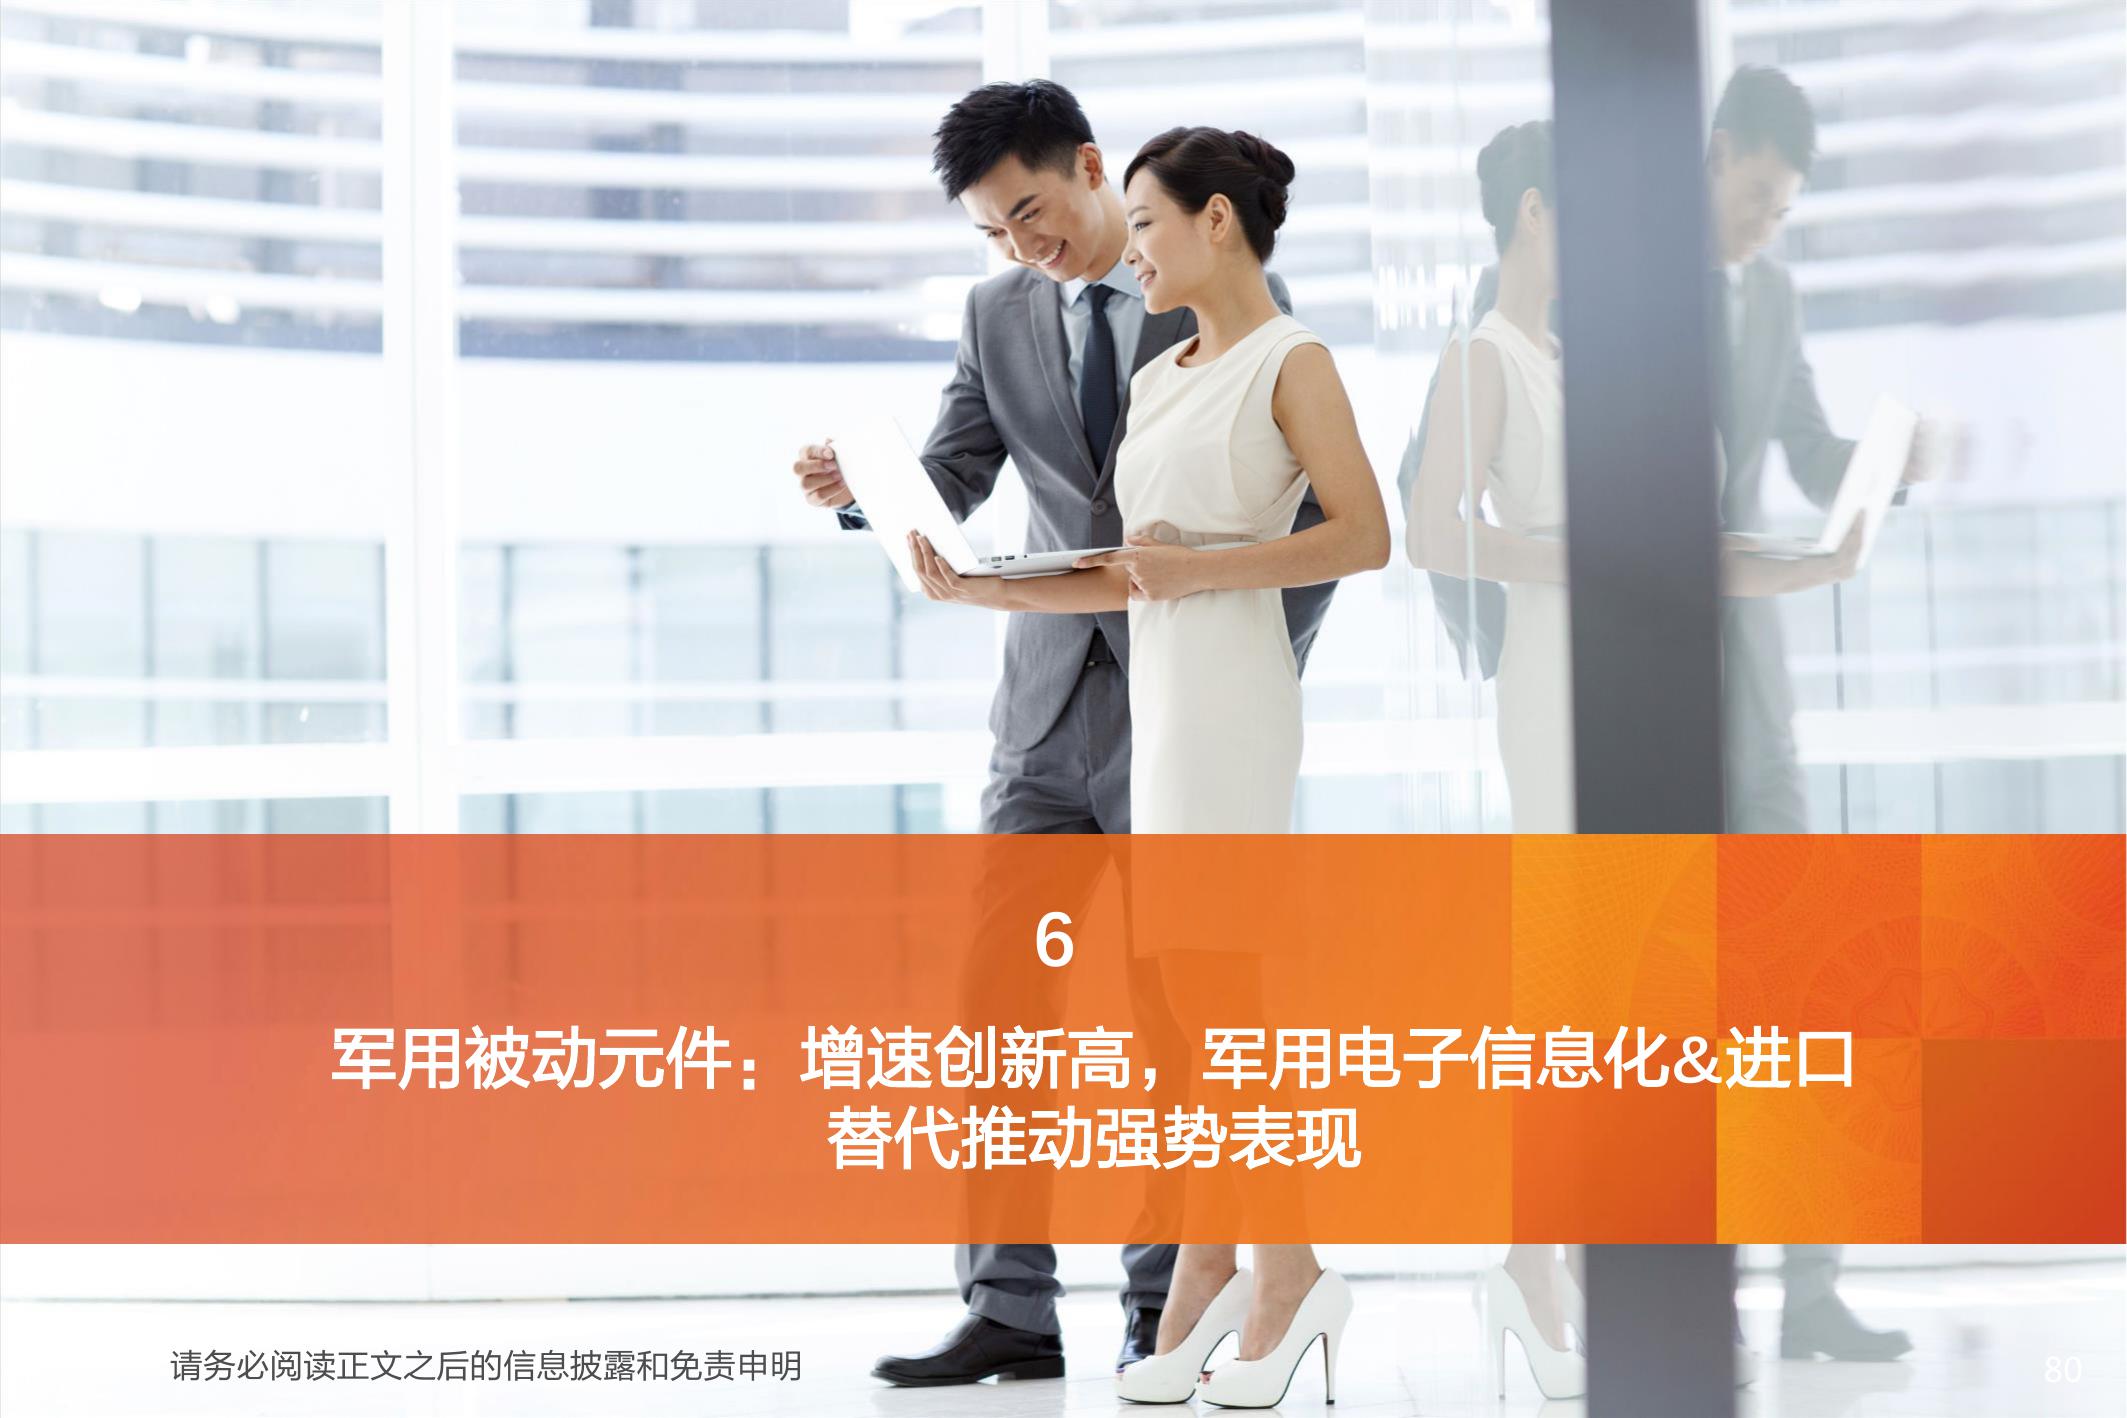 6
军用被动元件：增速创新高，军用电子信息化&进口
替代推动强势表现
请务必阅读正文之后的信息披露和免责申明
80